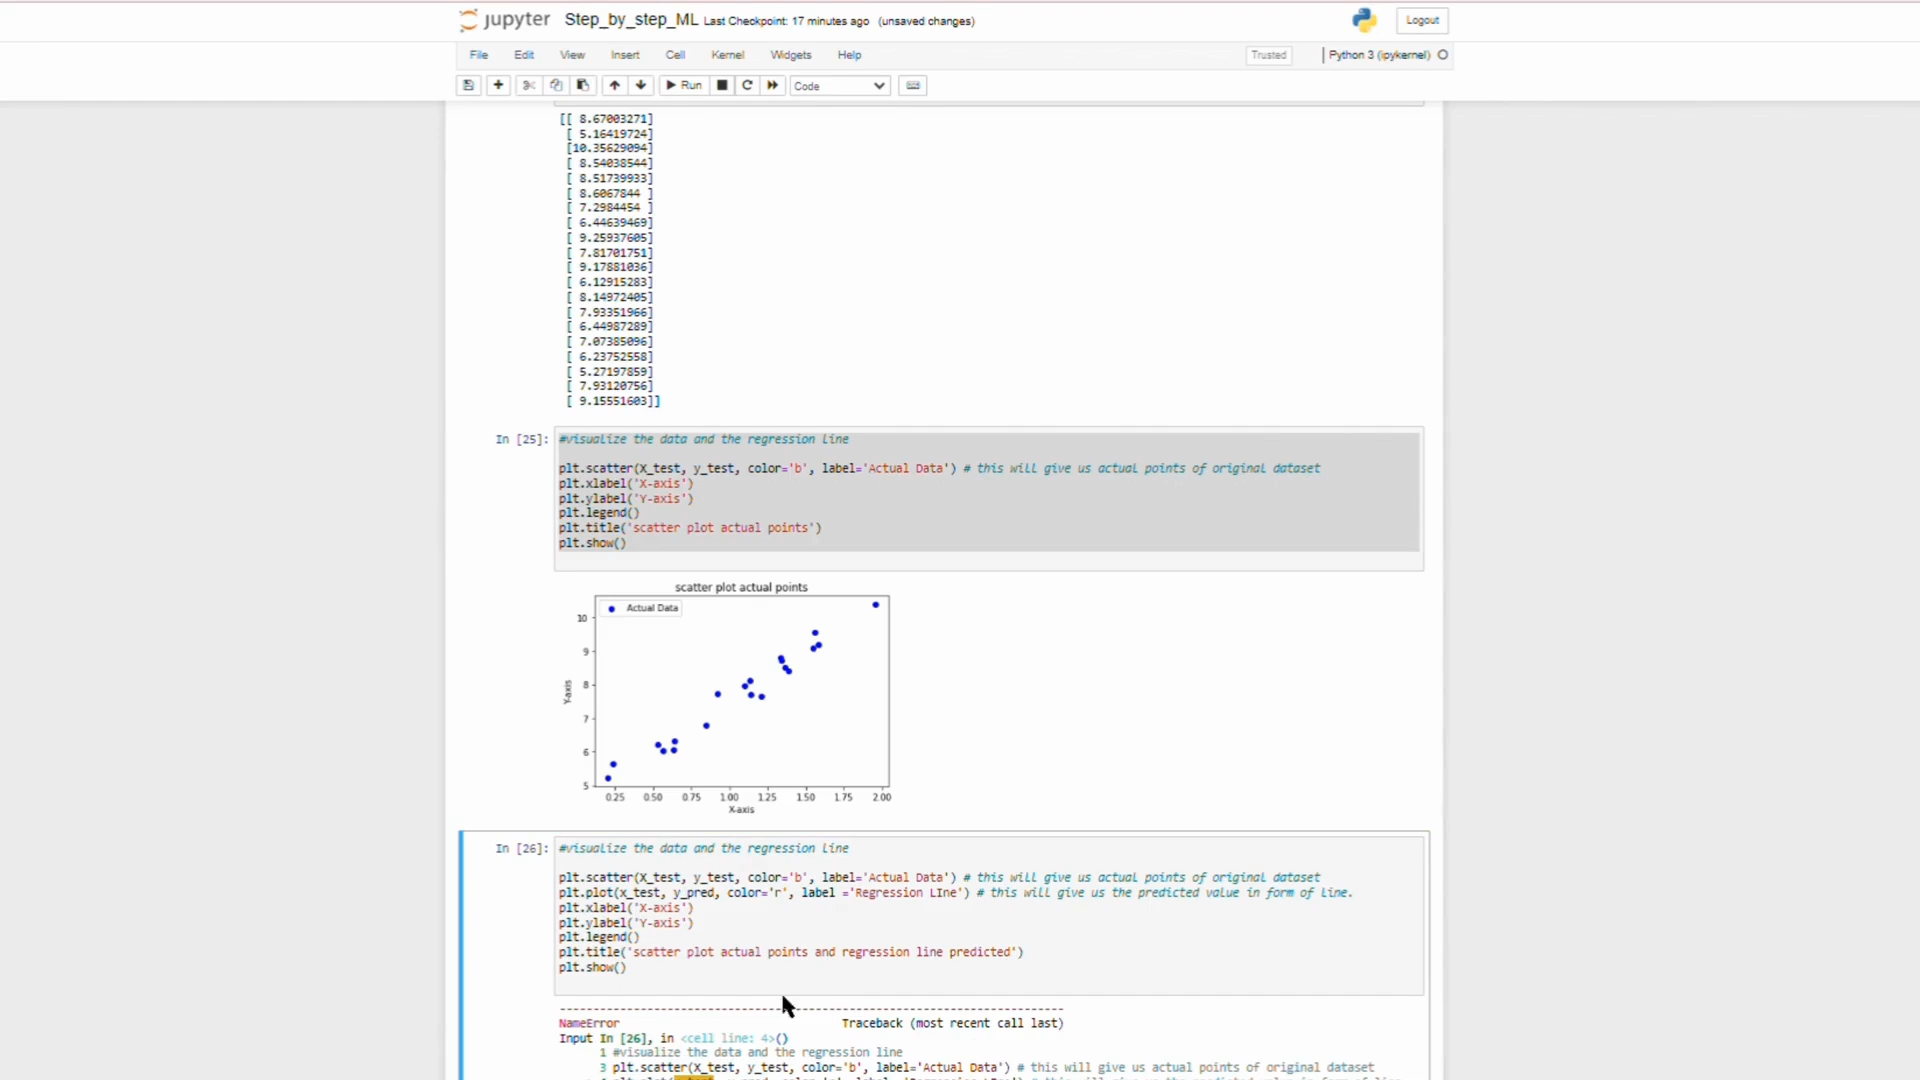 jupyter Step_by_step_ML Last Checkpoint: 17 minutes ago (unsaved changes) Logout
File Edit View Insert Cell Kernel Widgets Help Trusted Python 3 (ipykernel)
Run Code
[[ 8.67003271]
[ 5.16419724]
[10.35629094]
[ 8.54038544]
[ 8.51739933]
[ 8.6067844 ]
[ 7.2984454 ]
[ 6.44639469]
[ 9.25937605]
[ 7.81701751]
[ 9.17881036]
[ 6.12915283]
[ 8.14972405]
[ 7.93351966]
[ 6.44987289]
[ 7.07385096]
[ 6.23752558]
[ 5.27197859]
[ 7.93120756]
[ 9.15551603]]
In [25]: #visualize the data and the regression line
plt.scatter(X_test, y_test, color='b', label='Actual Data') # this will give us actual points of original dataset
plt.xlabel('X-axis')
plt.ylabel('Y-axis')
plt.legend()
plt.title('scatter plot actual points')
plt.show()
scatter plot actual points
Actual Data
10
9
8
7
6
5
Y-axis
0.25 0.50 0.75 1.00 1.25 1.50 1.75 2.00
X-axis
In [26]: #visualize the data and the regression line
plt.scatter(X_test, y_test, color='b', label='Actual Data') # this will give us actual points of original dataset
plt.plot(x_test, y_pred, color='r', label ='Regression LIne') # this will give us the predicted value in form of line.
plt.xlabel('X-axis')
plt.ylabel('Y-axis')
plt.legend()
plt.title('scatter plot actual points and regression line predicted')
plt.show()
---------------------------------------------------------------------------
NameError Traceback (most recent call last)
Input In [26], in <cell line: 4>()
1 #visualize the data and the regression line
3 plt.scatter(X_test, y_test, color='b', label='Actual Data') # this will give us actual points of original dataset